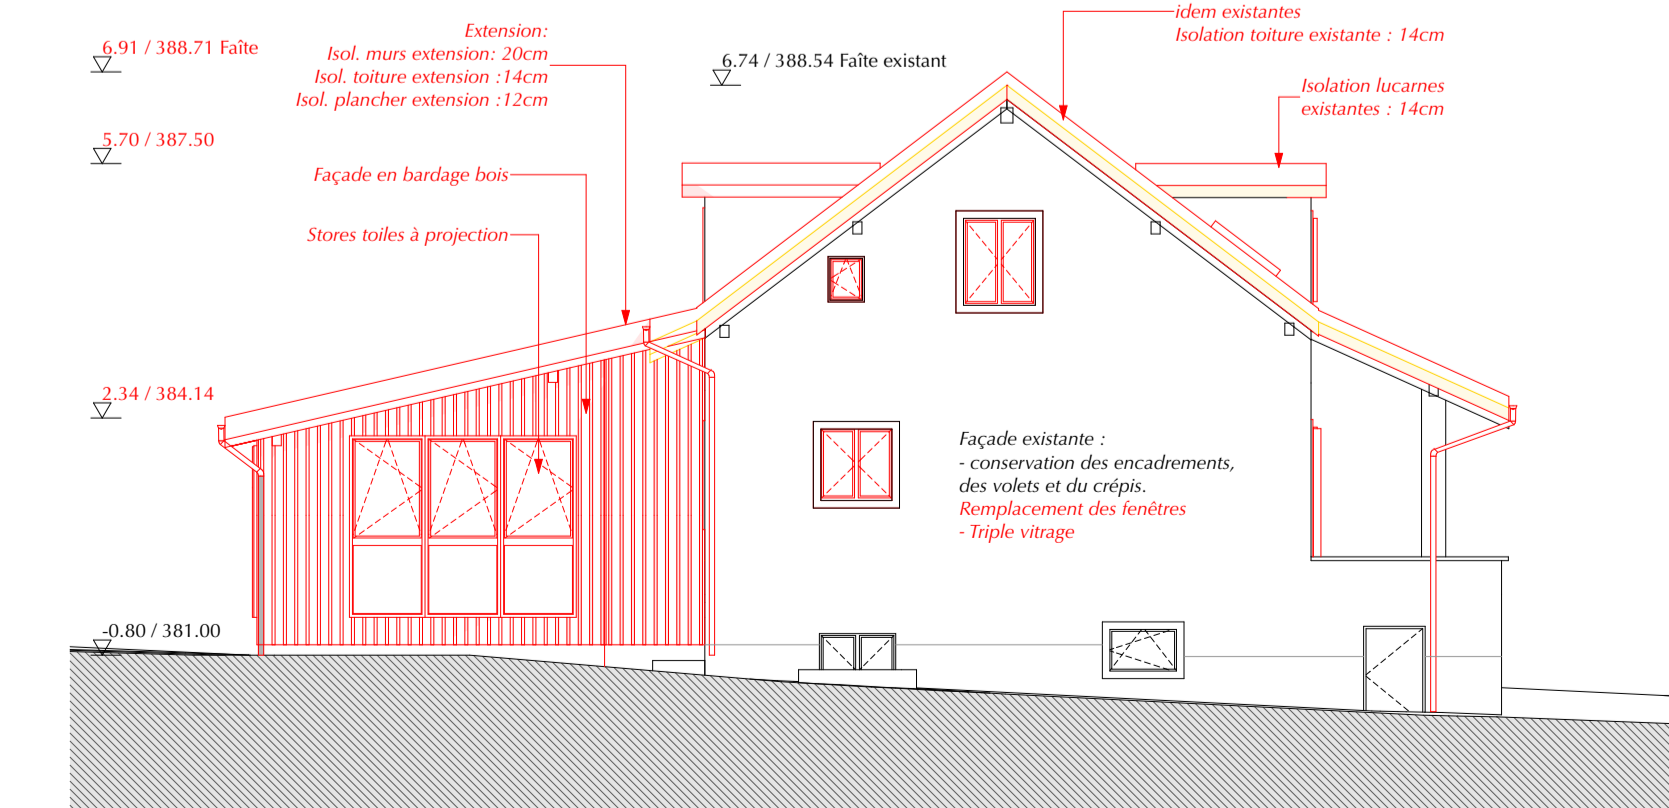 6.91 / 388.71 Faîte
5.70 / 387.50
2.34 / 384.14
-0.80 / 381.00
Extension:
Isol. murs extension: 20cm
Isol. toiture extension :14cm
Isol. plancher extension :12cm
Façade en bardage bois
Stores toiles à projection
6.74 / 388.54 Faîte existant
idem existantes
Isolation toiture existante : 14cm
Isolation lucarnes
existantes : 14cm
Façade existante :
- conservation des encadrements,
des volets et du crépis.
Remplacement des fenêtres
- Triple vitrage